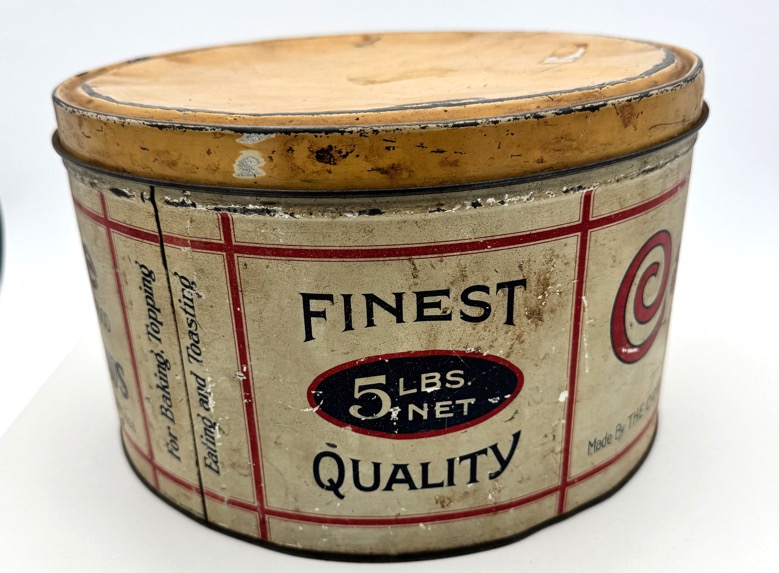 For Baking, Topping
Eating and Toasting
FINEST
5 LBS.
NET
QUALITY
Made By THE